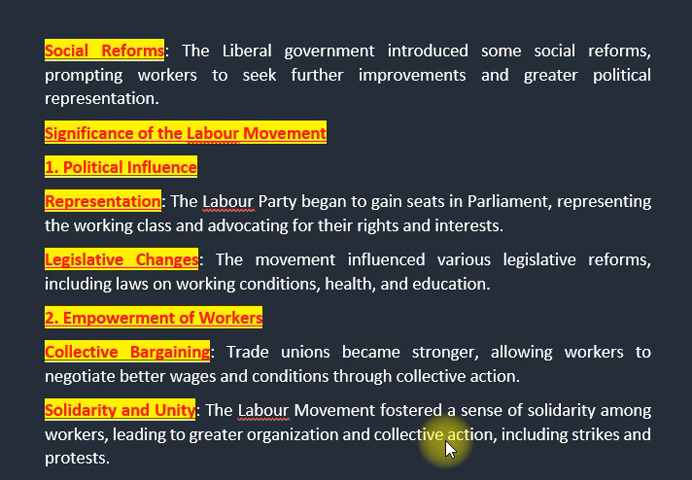 Social Reforms: The Liberal government introduced some social reforms,
prompting workers to seek further improvements and greater political
representation.
Significance of the Labour Movement
1. Political Influence
Representation: The Labour Party began to gain seats in Parliament, representing
the working class and advocating for their rights and interests.
Legislative Changes: The movement influenced various legislative reforms,
including laws on working conditions, health, and education.
2. Empowerment of Workers
Collective Bargaining: Trade unions became stronger, allowing workers to
negotiate better wages and conditions through collective action.
Solidarity and Unity: The Labour Movement fostered a sense of solidarity among
workers, leading to greater organization and collective action, including strikes and
protests.